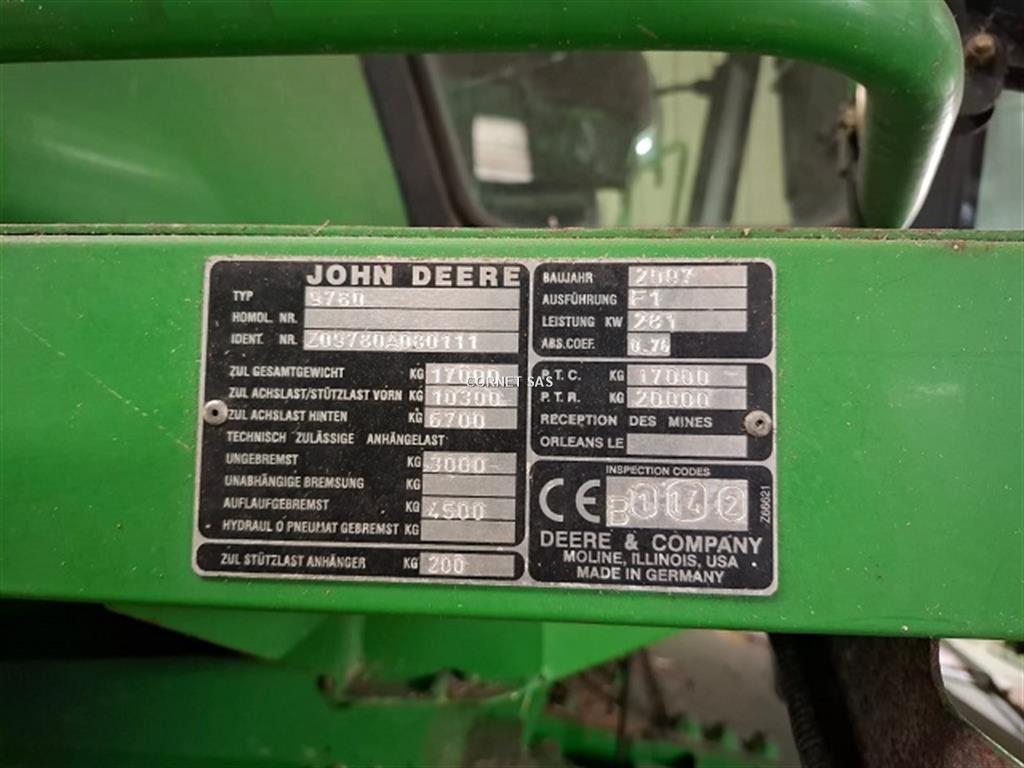 JOHN DEERE
TYP 9780
HOMOL. NR.
IDENT. NR. Z09780A080111
ZUL GESAMTGEWICHT KG 17000
ZUL ACHSLAST/STÜTZLAST VORN KG 10300
ZUL ACHSLAST HINTEN KG 6700
TECHNISCH ZULÄSSIGE ANHÄNGELAST
UNGEBREMST KG 3000
UNABHÄNGIGE BREMSUNG KG
AUFLAUFGEBREMST KG 4500
HYDRAUL O PNEUMAT GEBREMST KG
ZUL STÜTZLAST ANHÄNGER KG 200
BAUJAHR 2007
AUSFÜHRUNG F1
LEISTUNG KW 281
ABS.COEF. 0.76
P.T.C. KG 17000
P.T.R. KG 20000
RECEPTION DES MINES
ORLEANS LE
INSPECTION CODES
CE B 1 14 2
DEERE & COMPANY
MOLINE, ILLINOIS, USA
MADE IN GERMANY
Z66621
CORNET SAS